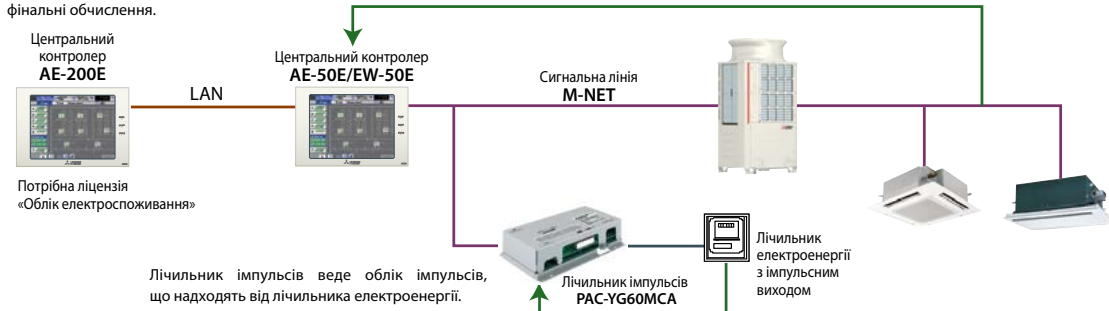 фінальні обчислення.
Центральний
контролер
AE-200E
LAN
Центральний контролер
AE-50E/EW-50E
Сигнальна лінія
M-NET
Потрібна ліцензія
«Облік електроспоживання»
Лічильник імпульсів веде облік імпульсів,
що надходять від лічильника електроенергії.
Лічильник імпульсів
PAC-YG60MCA
Лічильник
електроенергії
з імпульсним
виходом